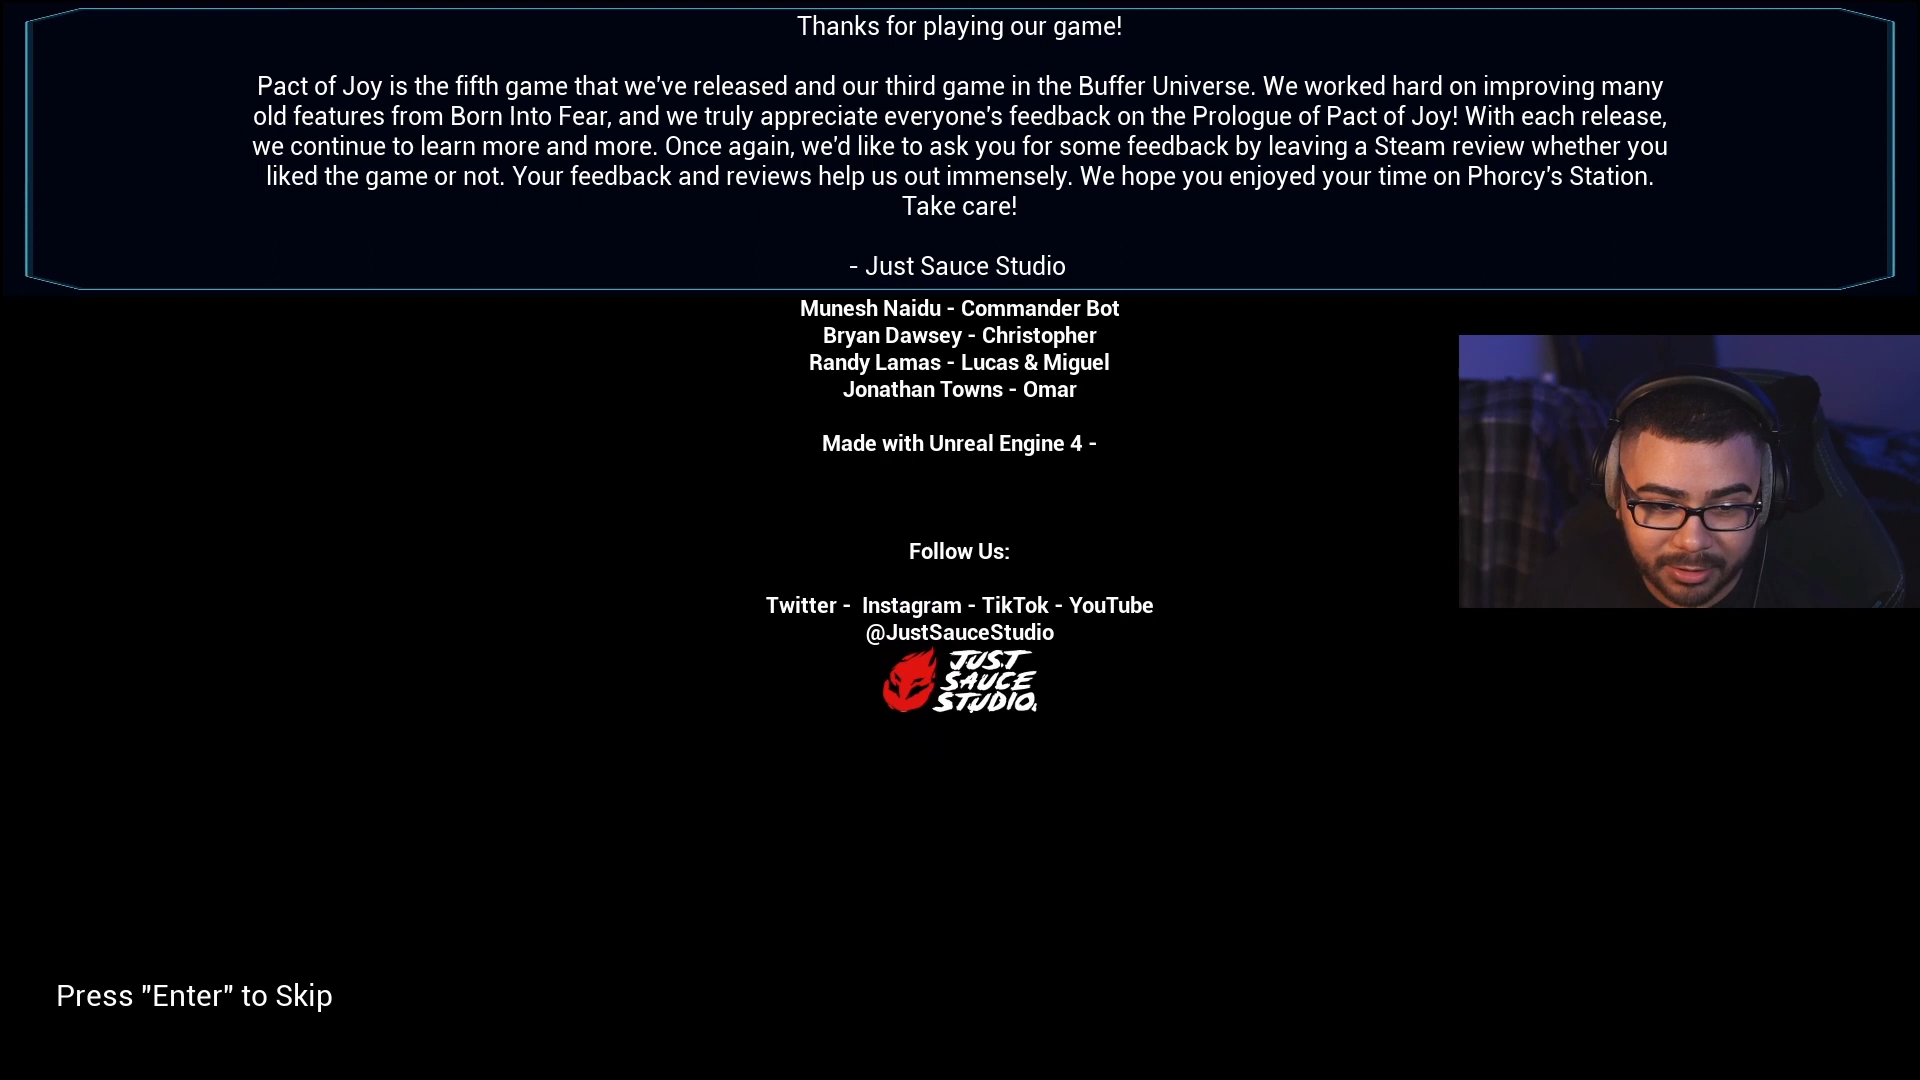 Thanks for playing our game!
Pact of Joy is the fifth game that we've released and our third game in the Buffer Universe. We worked hard on improving many
old features from Born Into Fear, and we truly appreciate everyone's feedback on the Prologue of Pact of Joy! With each release,
we continue to learn more and more. Once again, we'd like to ask you for some feedback by leaving a Steam review whether you
liked the game or not. Your feedback and reviews help us out immensely. We hope you enjoyed your time on Phorcy's Station.
Take care!
- Just Sauce Studio
Munesh Naidu - Commander Bot
Bryan Dawsey - Christopher
Randy Lamas - Lucas & Miguel
Jonathan Towns - Omar
Made with Unreal Engine 4 -
Follow Us:
Twitter -  Instagram - TikTok - YouTube
@JustSauceStudio
JUST
SAUCE
STUDIO.
Press "Enter" to Skip